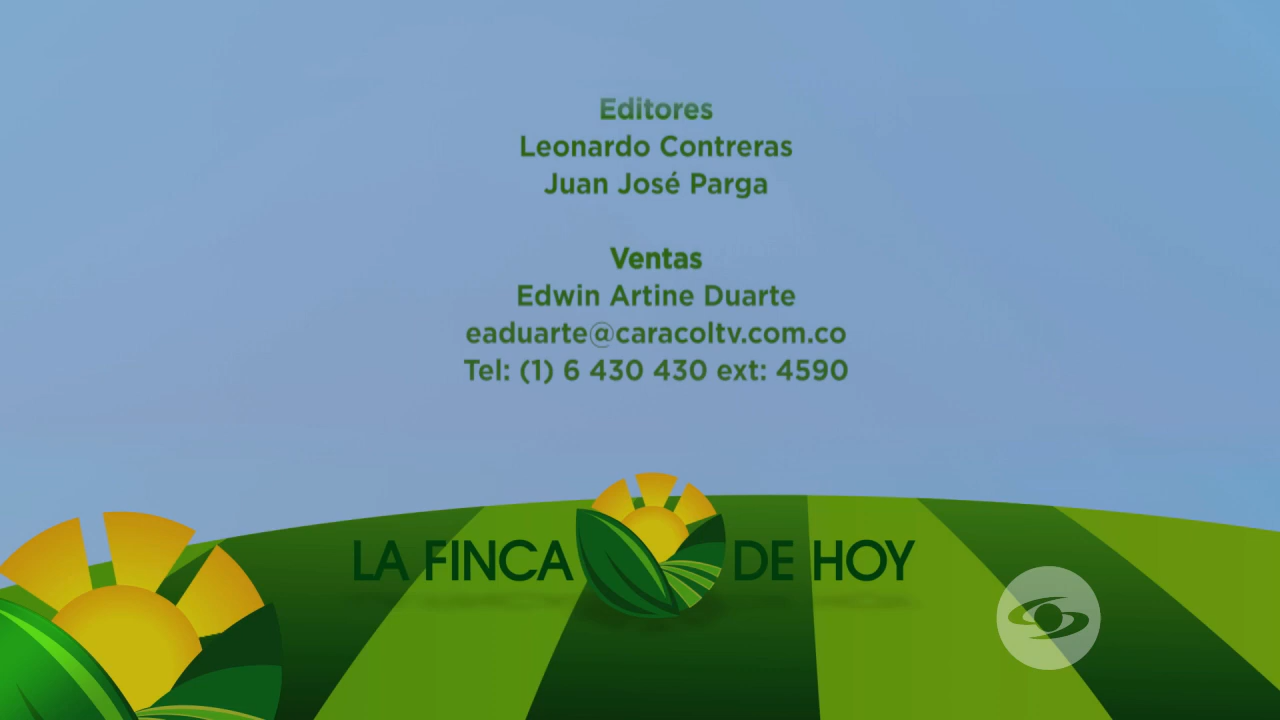 Editores
Leonardo Contreras
Juan José Parga
Ventas
Edwin Artine Duarte
eaduarte@caracoltv.com.co
Tel: (1) 6 430 430 ext: 4590
LA FINCA DE HOY